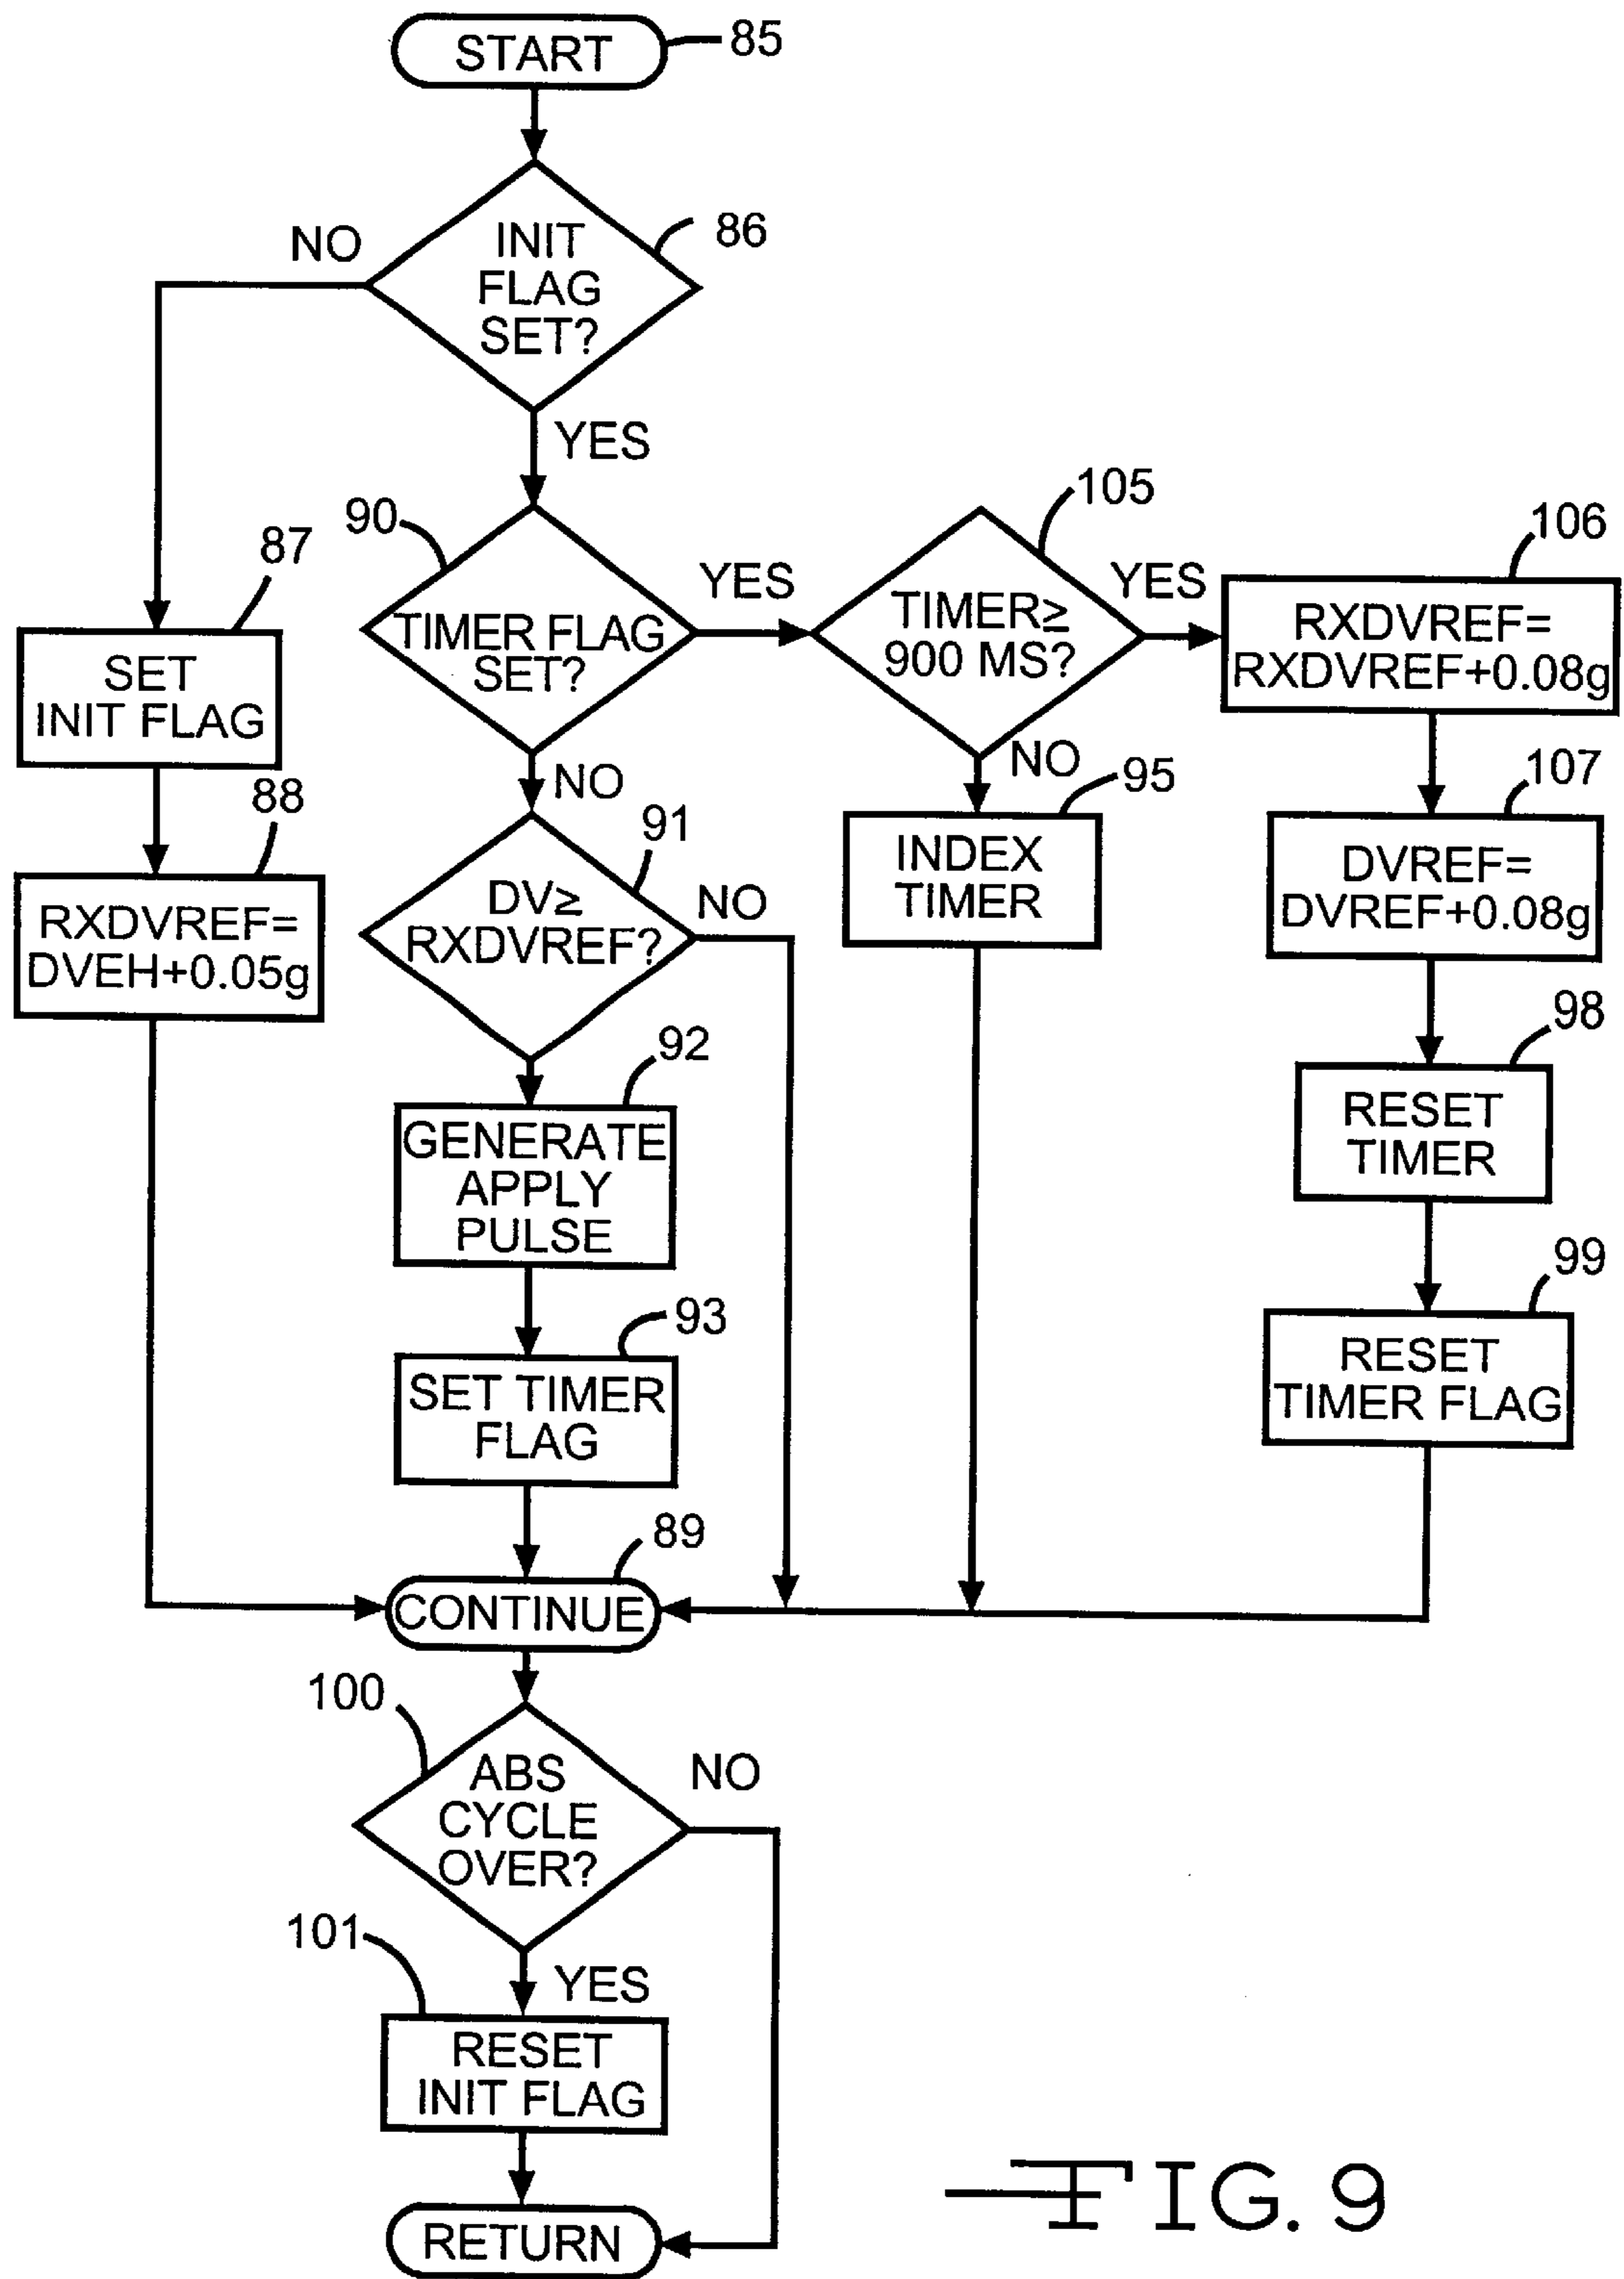 START
85
INIT
FLAG
SET?
86
NO
YES
90
TIMER FLAG
SET?
YES
105
TIMER≥
900 MS?
YES
106
RXDVREF=
RXDVREF+0.08g
87
SET
INIT FLAG
NO
NO
95
INDEX
TIMER
107
DVREF=
DVREF+0.08g
88
RXDVREF=
DVEH+0.05g
91
DV≥
RXDVREF?
NO
92
GENERATE
APPLY
PULSE
98
RESET
TIMER
93
SET TIMER
FLAG
99
RESET
TIMER FLAG
89
CONTINUE
100
ABS
CYCLE
OVER?
NO
YES
101
RESET
INIT FLAG
RETURN
FIG. 9